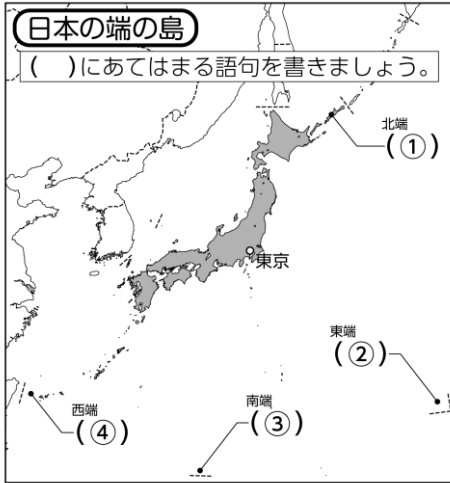 日本の端の島
(　)にあてはまる語句を書きましょう。
北端
(①)
東京
東端
(②)
南端
(③)
西端
(④)